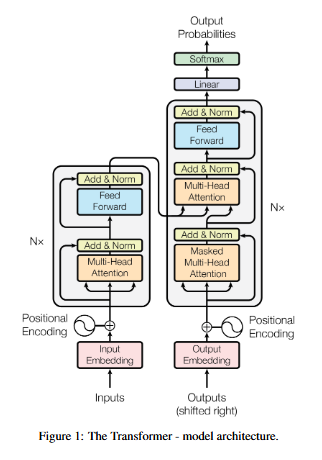 Output
Probabilities
Softmax
Linear
Add & Norm
Feed
Forward
Add & Norm
Multi-Head
Attention
Add & Norm
Masked
Multi-Head
Attention
Nx
Positional
Encoding
Output
Embedding
Outputs
(shifted right)
Add & Norm
Feed
Forward
Add & Norm
Multi-Head
Attention
Nx
Positional
Encoding
Input
Embedding
Inputs
Figure 1: The Transformer - model architecture.